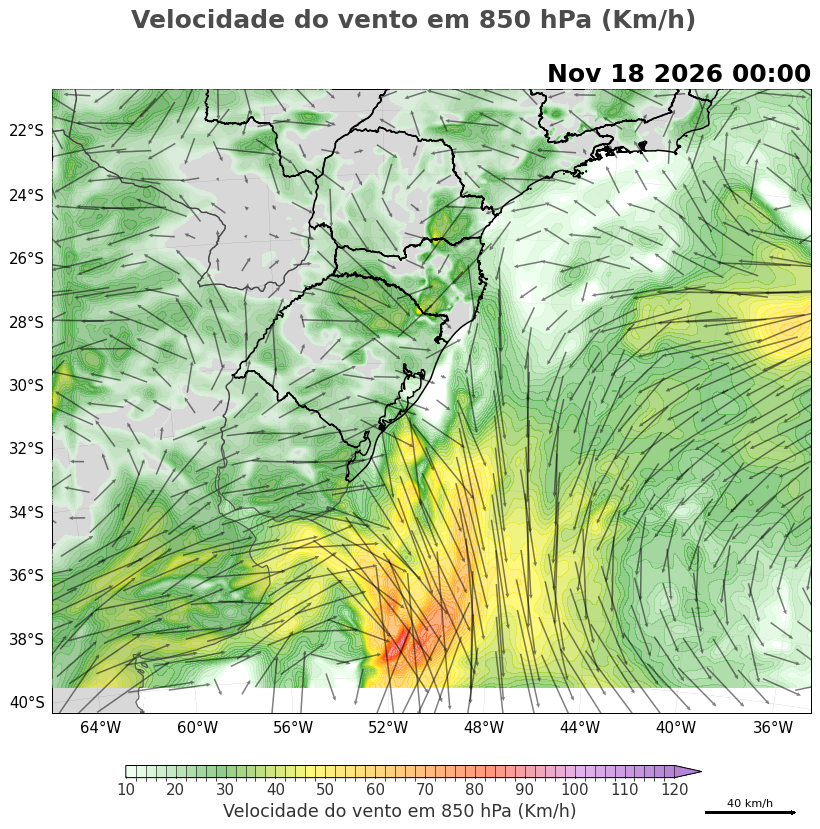 Velocidade do vento em 850 hPa (Km/h)
Nov 18 2026 00:00
22°S
24°S
26°S
28°S
30°S
32°S
34°S
36°S
38°S
40°S
64°W 60°W 56°W 52°W 48°W 44°W 40°W 36°W
10 20 30 40 50 60 70 80 90 100 110 120
Velocidade do vento em 850 hPa (Km/h)
40 km/h